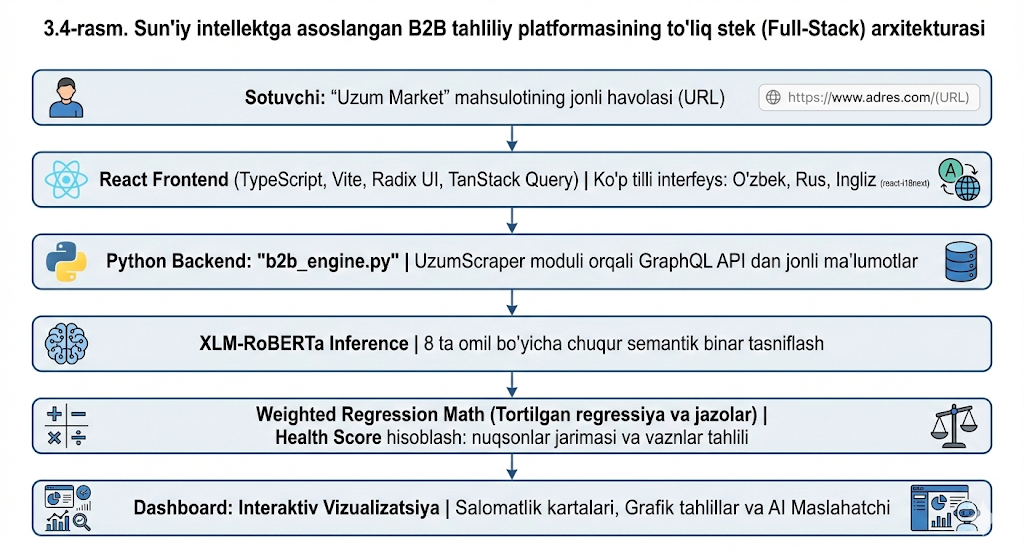 3.4-rasm. Sun'iy intellektga asoslangan B2B tahliliy platformasining to'liq stek (Full-Stack) arxitekturasi
Sotuvchi: “Uzum Market” mahsulotining jonli havolasi (URL)
https://www.adres.com/(URL)
React Frontend (TypeScript, Vite, Radix UI, TanStack Query) | Ko'p tilli interfeys: O'zbek, Rus, Ingliz (react-i18next)
A
Python Backend: "b2b_engine.py" | UzumScraper moduli orqali GraphQL API dan jonli ma'lumotlar
XLM-RoBERTa Inference | 8 ta omil bo'yicha chuqur semantik binar tasniflash
Weighted Regression Math (Tortilgan regressiya va jazolar) |
Health Score hisoblash: nuqsonlar jarimasi va vaznlar tahlili
Dashboard: Interaktiv Vizualizatsiya | Salomatlik kartalari, Grafik tahlillar va AI Maslahatchi